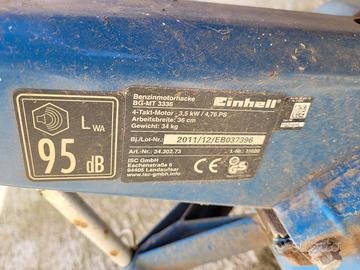 Benzinmotorhacke
BG-MT 3336
Einhell
4-Takt-Motor - 3,5 kW / 4,76 PS
Arbeitsbreite: 36 cm
Gewicht: 34 kg
Bj./Lot-Nr.: 2011/12/EB037396
Art.-Nr.: 34.302.73
ISC GmbH
Eschenstraße 6
94405 Landau/Isar
www.isc-gmbh.info
CE
LWA
95 dB